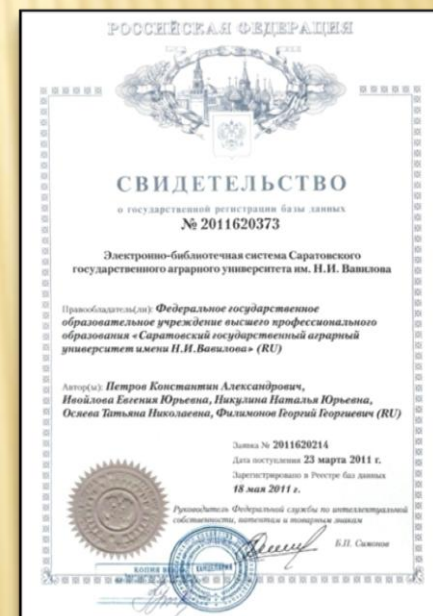 РОССИЙСКАЯ ФЕДЕРАЦИЯ
СВИДЕТЕЛЬСТВО
о государственной регистрации базы данных
№ 2011620373
Электронно-библиотечная система Саратовского
государственного аграрного университета им. Н.И. Вавилова
Правообладатель(ли): Федеральное государственное
образовательное учреждение высшего профессионального
образования «Саратовский государственный аграрный
университет имени Н.И.Вавилова» (RU)
Автор(ы): Петров Константин Александрович,
Ивойлова Евгения Юрьевна, Никулина Наталья Юрьевна,
Осяева Татьяна Николаевна, Филимонов Георгий Георгиевич (RU)
Заявка № 2011620214
Дата поступления 23 марта 2011 г.
Зарегистрировано в Реестре баз данных
18 мая 2011 г.
Руководитель Федеральной службы по интеллектуальной
собственности, патентам и товарным знакам
Б.П. Симонов
КОПИЯ
КАНЦЕЛЯРИЯ